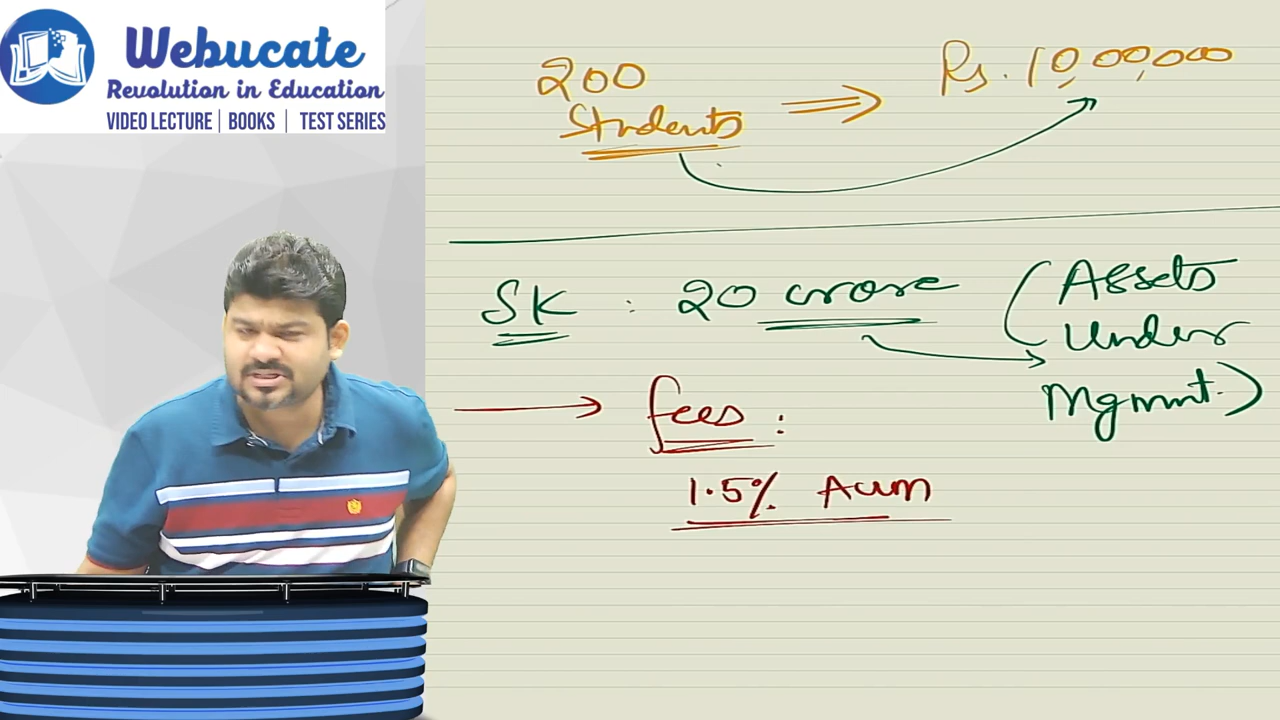 Webucate
Revolution in Education
VIDEO LECTURE | BOOKS | TEST SERIES
200
Students ⇒ Rs. 10,00,000
SK : 20 crore (Assets
Under
Mgmnt.)
→ fees :
1.5% Aum